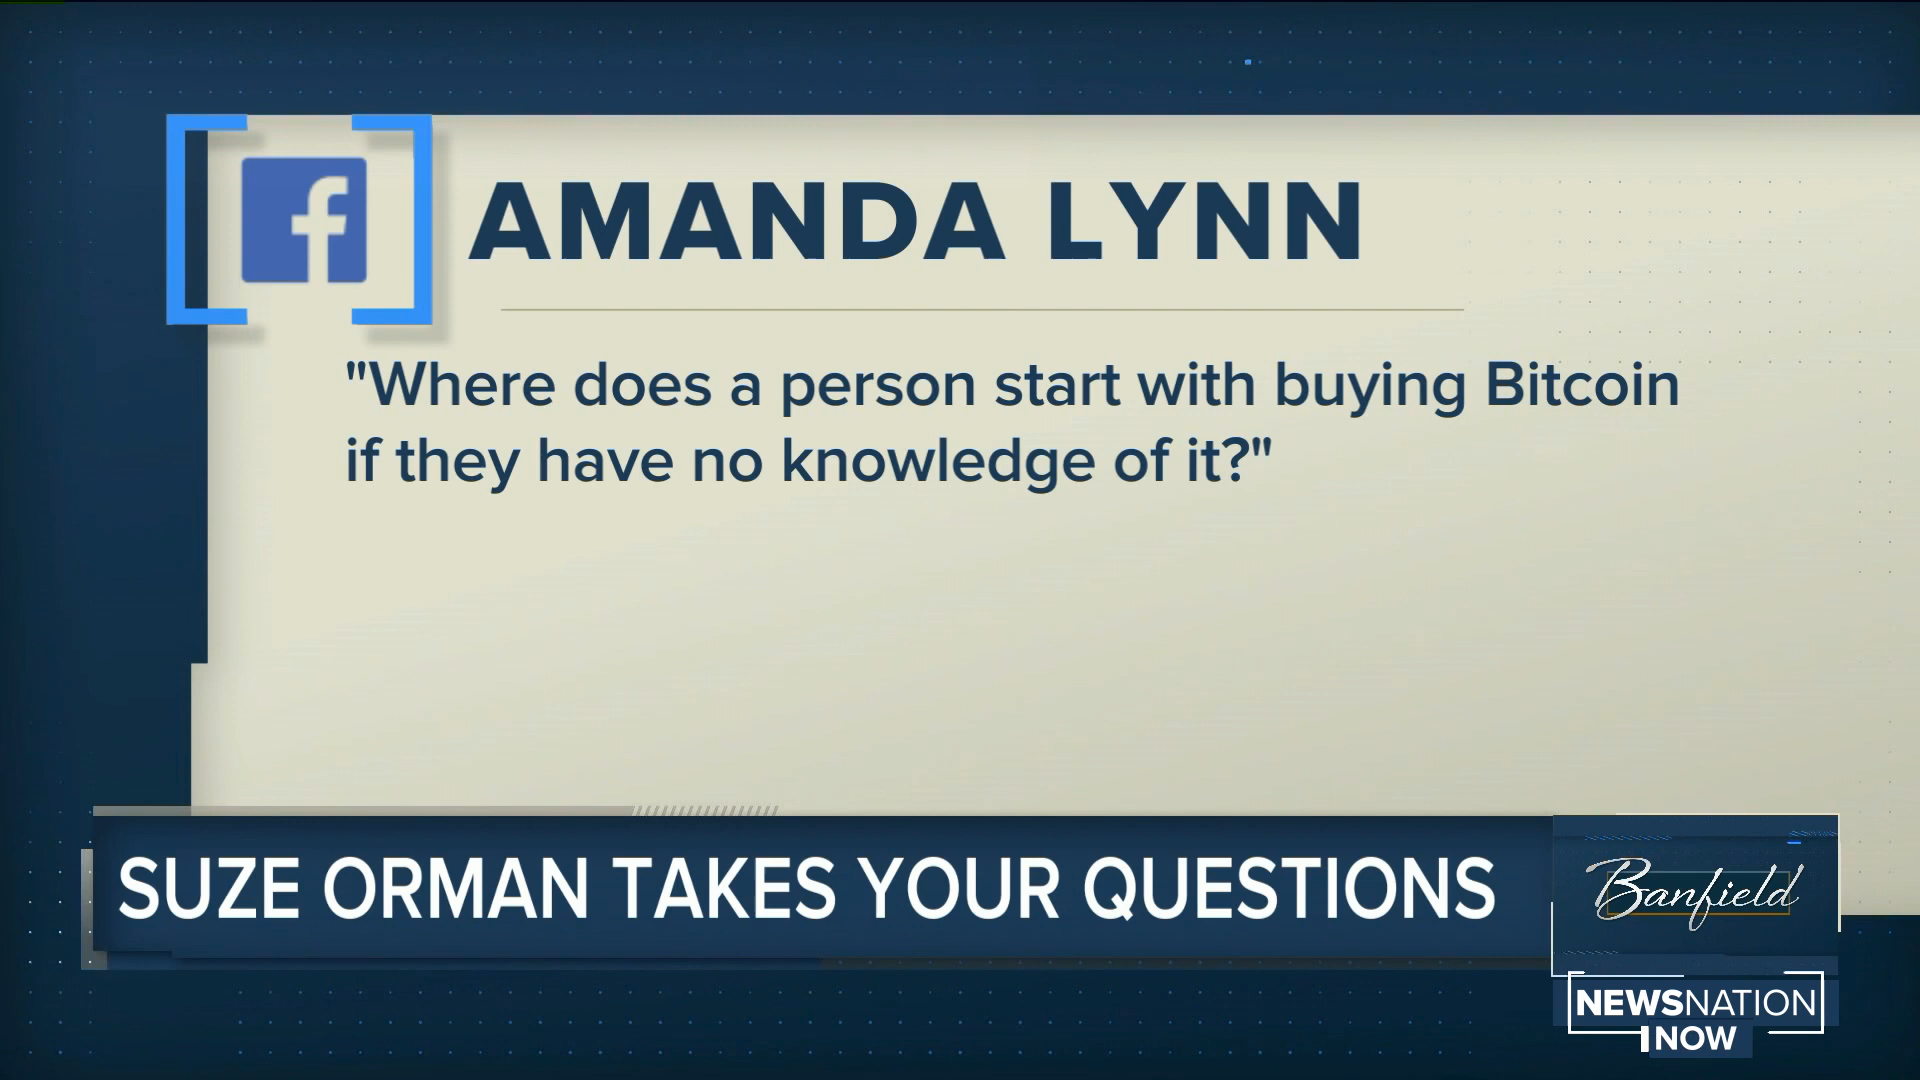 f
AMANDA LYNN
"Where does a person start with buying Bitcoin
if they have no knowledge of it?"
SUZE ORMAN TAKES YOUR QUESTIONS
Banfield
NEWSNATION
NOW